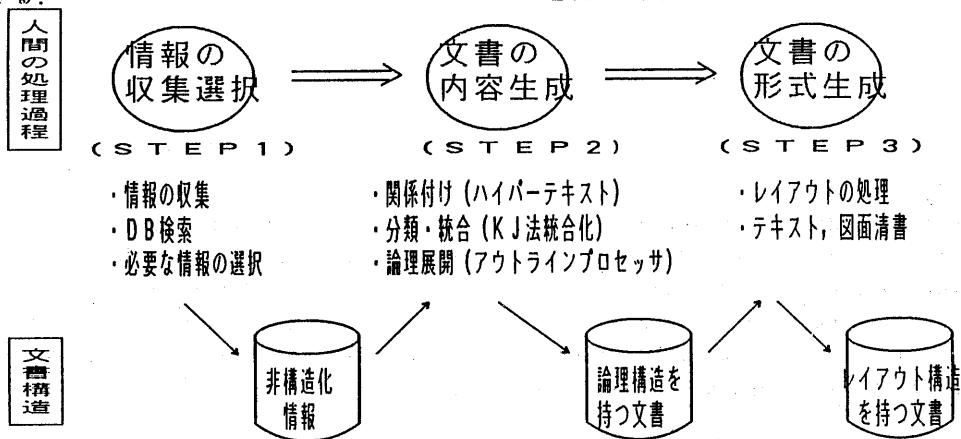 人間の処理過程
情報の
収集選択
文書の
内容生成
文書の
形式生成
(STEP1)
(STEP2)
(STEP3)
・情報の収集
・DB検索
・必要な情報の選択
・関係付け(ハイパーテキスト)
・分類・統合(KJ法統合化)
・論理展開(アウトラインプロセッサ)
・レイアウトの処理
・テキスト,図面清書
文書構造
非構造化
情報
論理構造を
持つ文書
レイアウト構造
を持つ文書